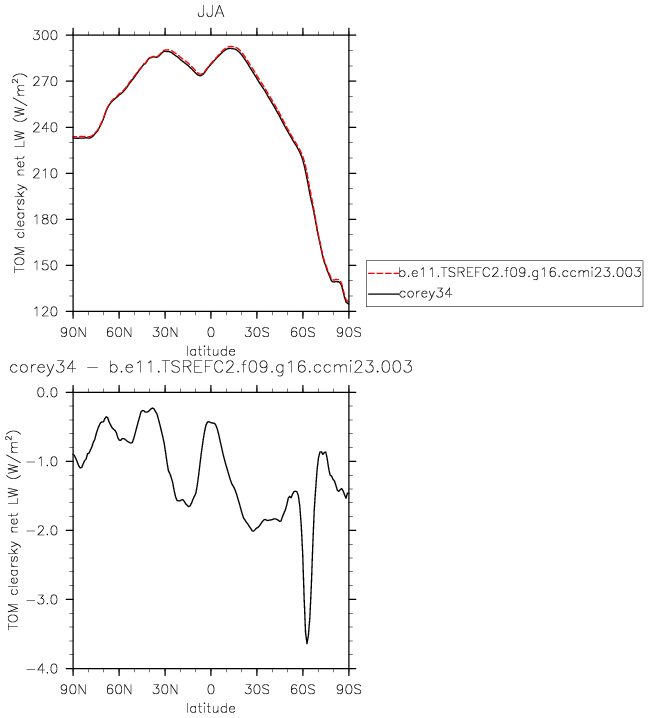 JJA
TOM clearsky net LW (W/m²)
300
270
240
210
180
150
120
90N 60N 30N 0 30S 60S 90S
latitude
b.e11.TSREFC2.f09.g16.ccmi23.003
corey34
corey34 − b.e11.TSREFC2.f09.g16.ccmi23.003
TOM clearsky net LW (W/m²)
0.0
−1.0
−2.0
−3.0
−4.0
90N 60N 30N 0 30S 60S 90S
latitude